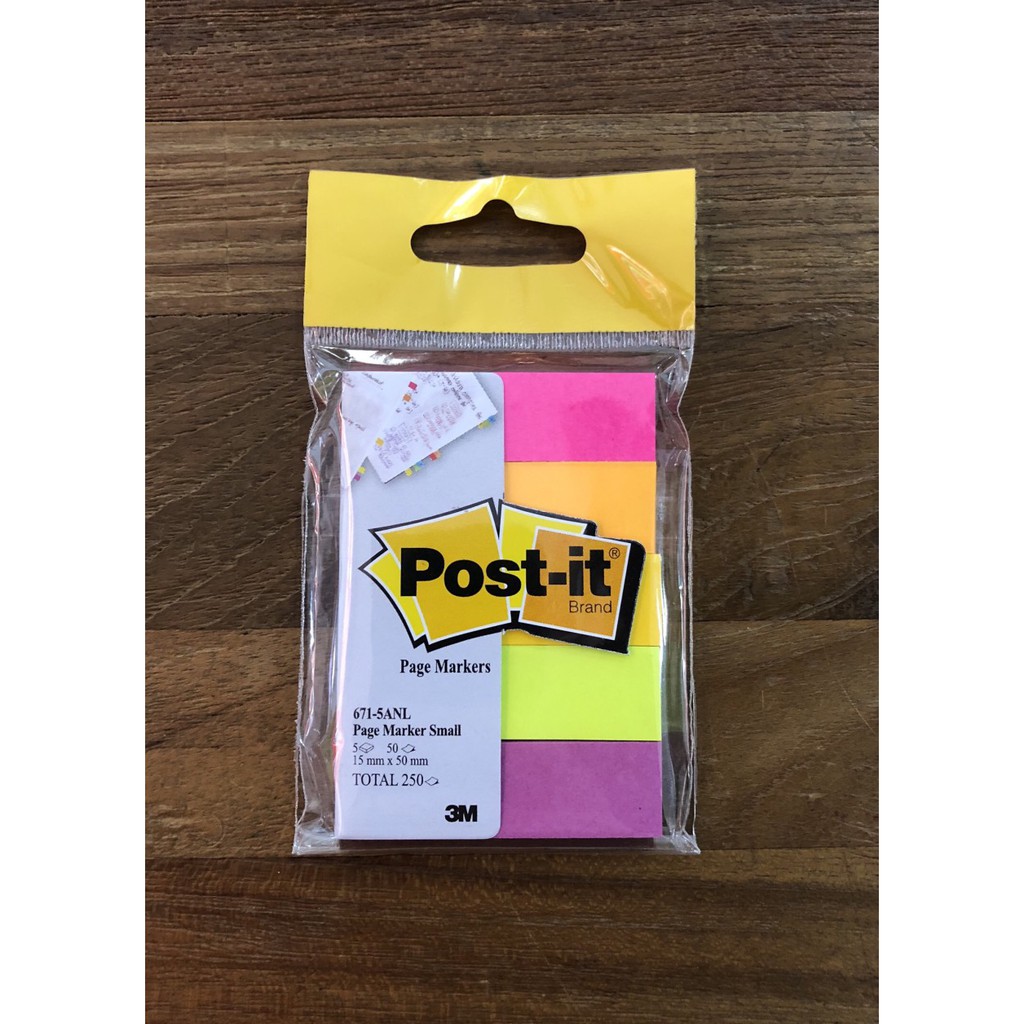 Post-it®
Brand
Page Markers
671-5ANL
Page Marker Small
5 50
15 mm x 50 mm
TOTAL 250
3M